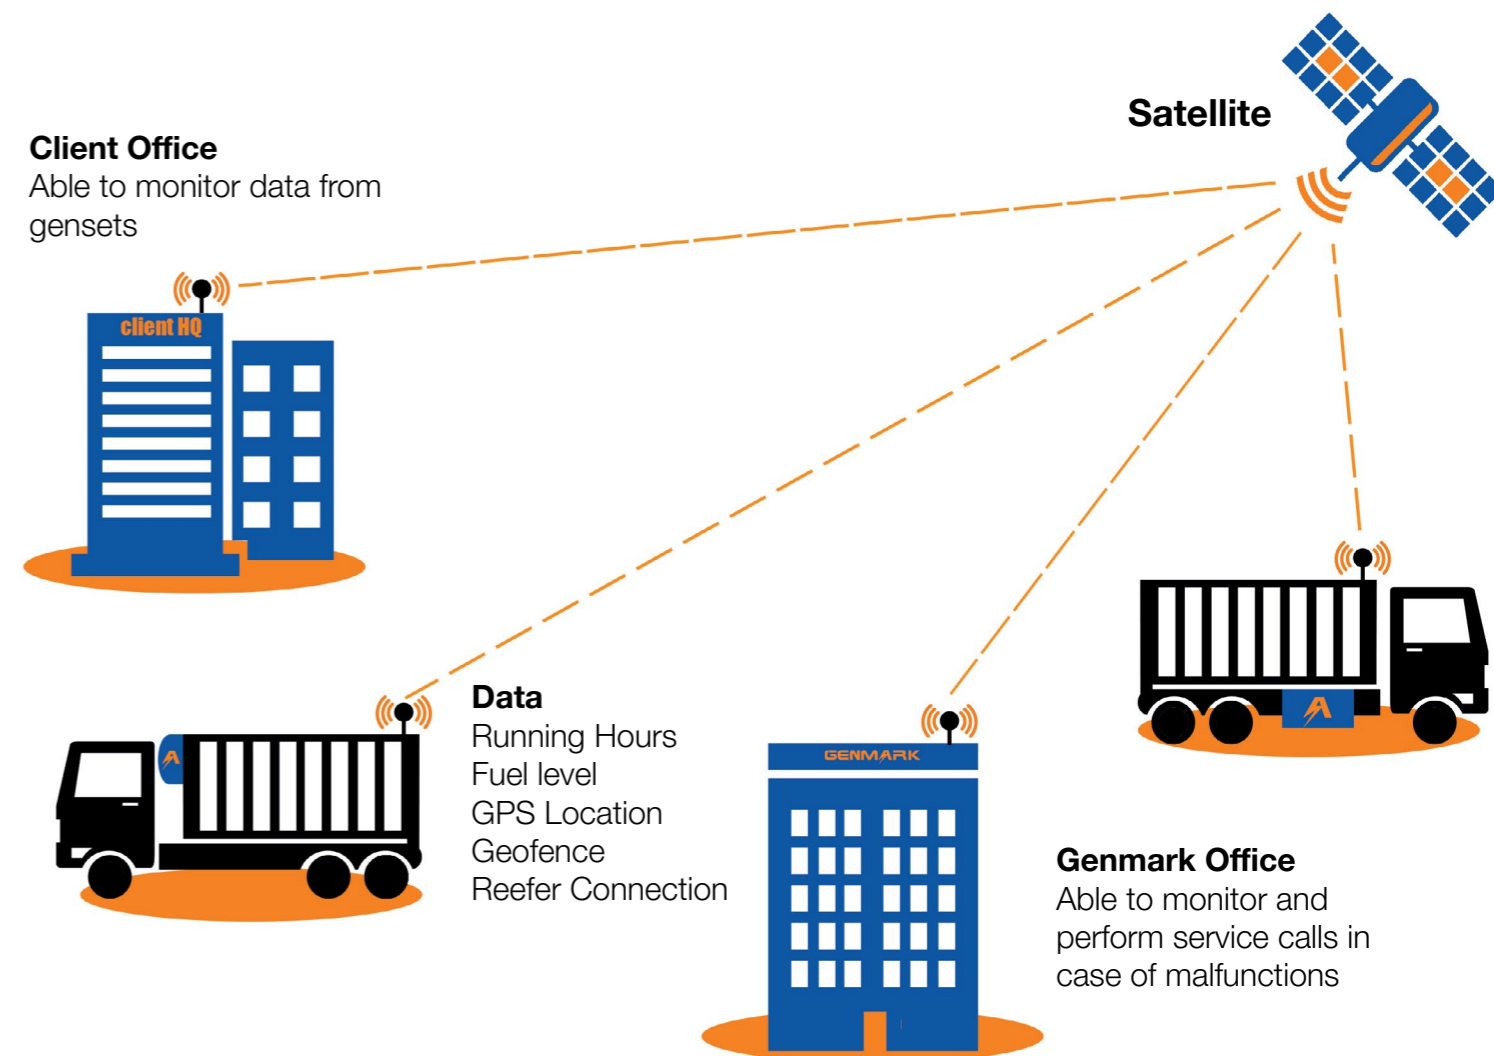 Satellite
Client Office
Able to monitor data from
gensets
client HQ
Data
Running Hours
Fuel level
GPS Location
Geofence
Reefer Connection
GENMARK
Genmark Office
Able to monitor and
perform service calls in
case of malfunctions
A
A